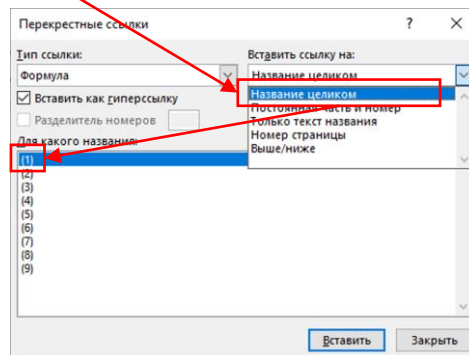 Перекрестные ссылки ? ×
Тип ссылки:
Вставить ссылку на:
Формула
Название целиком
Вставить как гиперссылку
Название целиком
Постоянная часть и номер
Разделитель номеров
Только текст названия
Номер страницы
Для какого названия:
Выше/ниже
(1)
(2)
(3)
(4)
(5)
(6)
(7)
(8)
(9)
Вставить
Закрыть